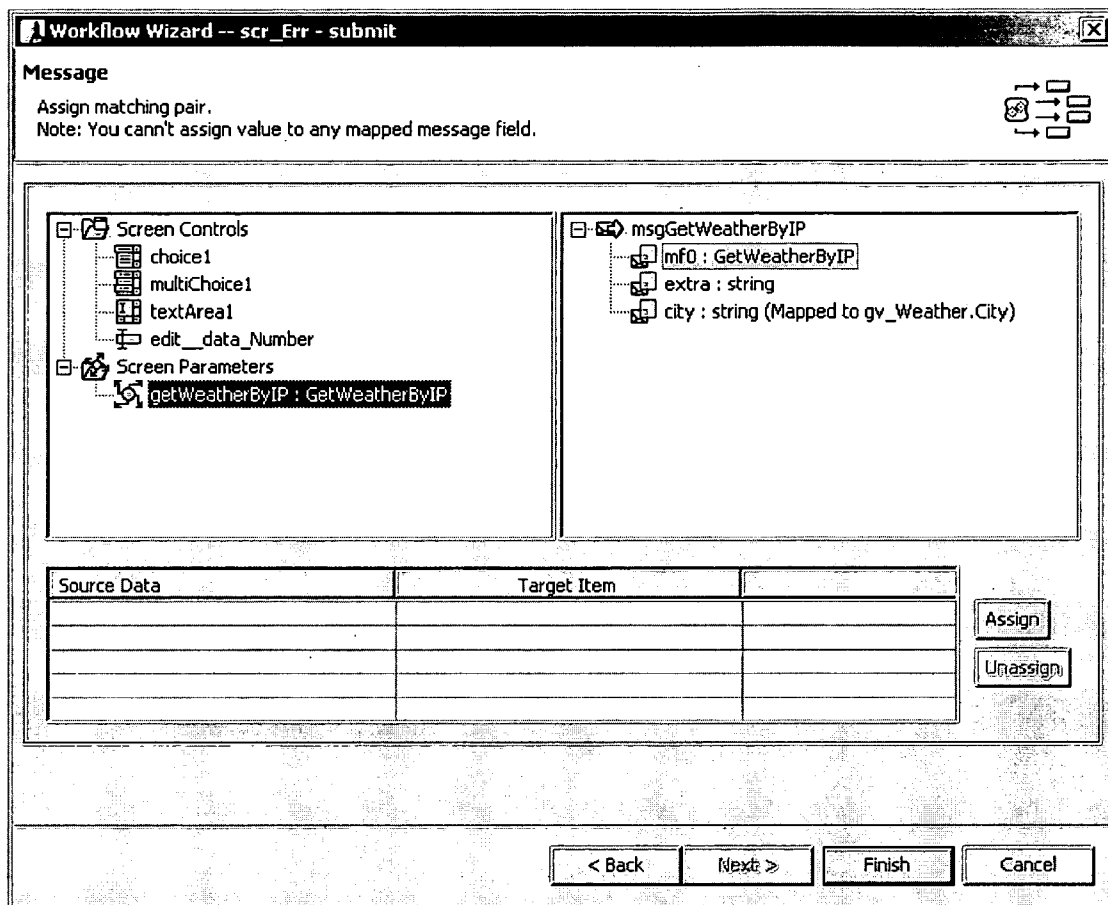 Workflow Wizard -- scr_Err - submit
Message
Assign matching pair.
Note: You cann't assign value to any mapped message field.
Screen Controls
choice1
multiChoice1
textArea1
edit__data_Number
Screen Parameters
getWeatherByIP : GetWeatherByIP
msgGetWeatherByIP
mf0 : GetWeatherByIP
extra : string
city : string (Mapped to gv_Weather.City)
Source Data Target Item
Assign
Unassign
< Back Next > Finish Cancel